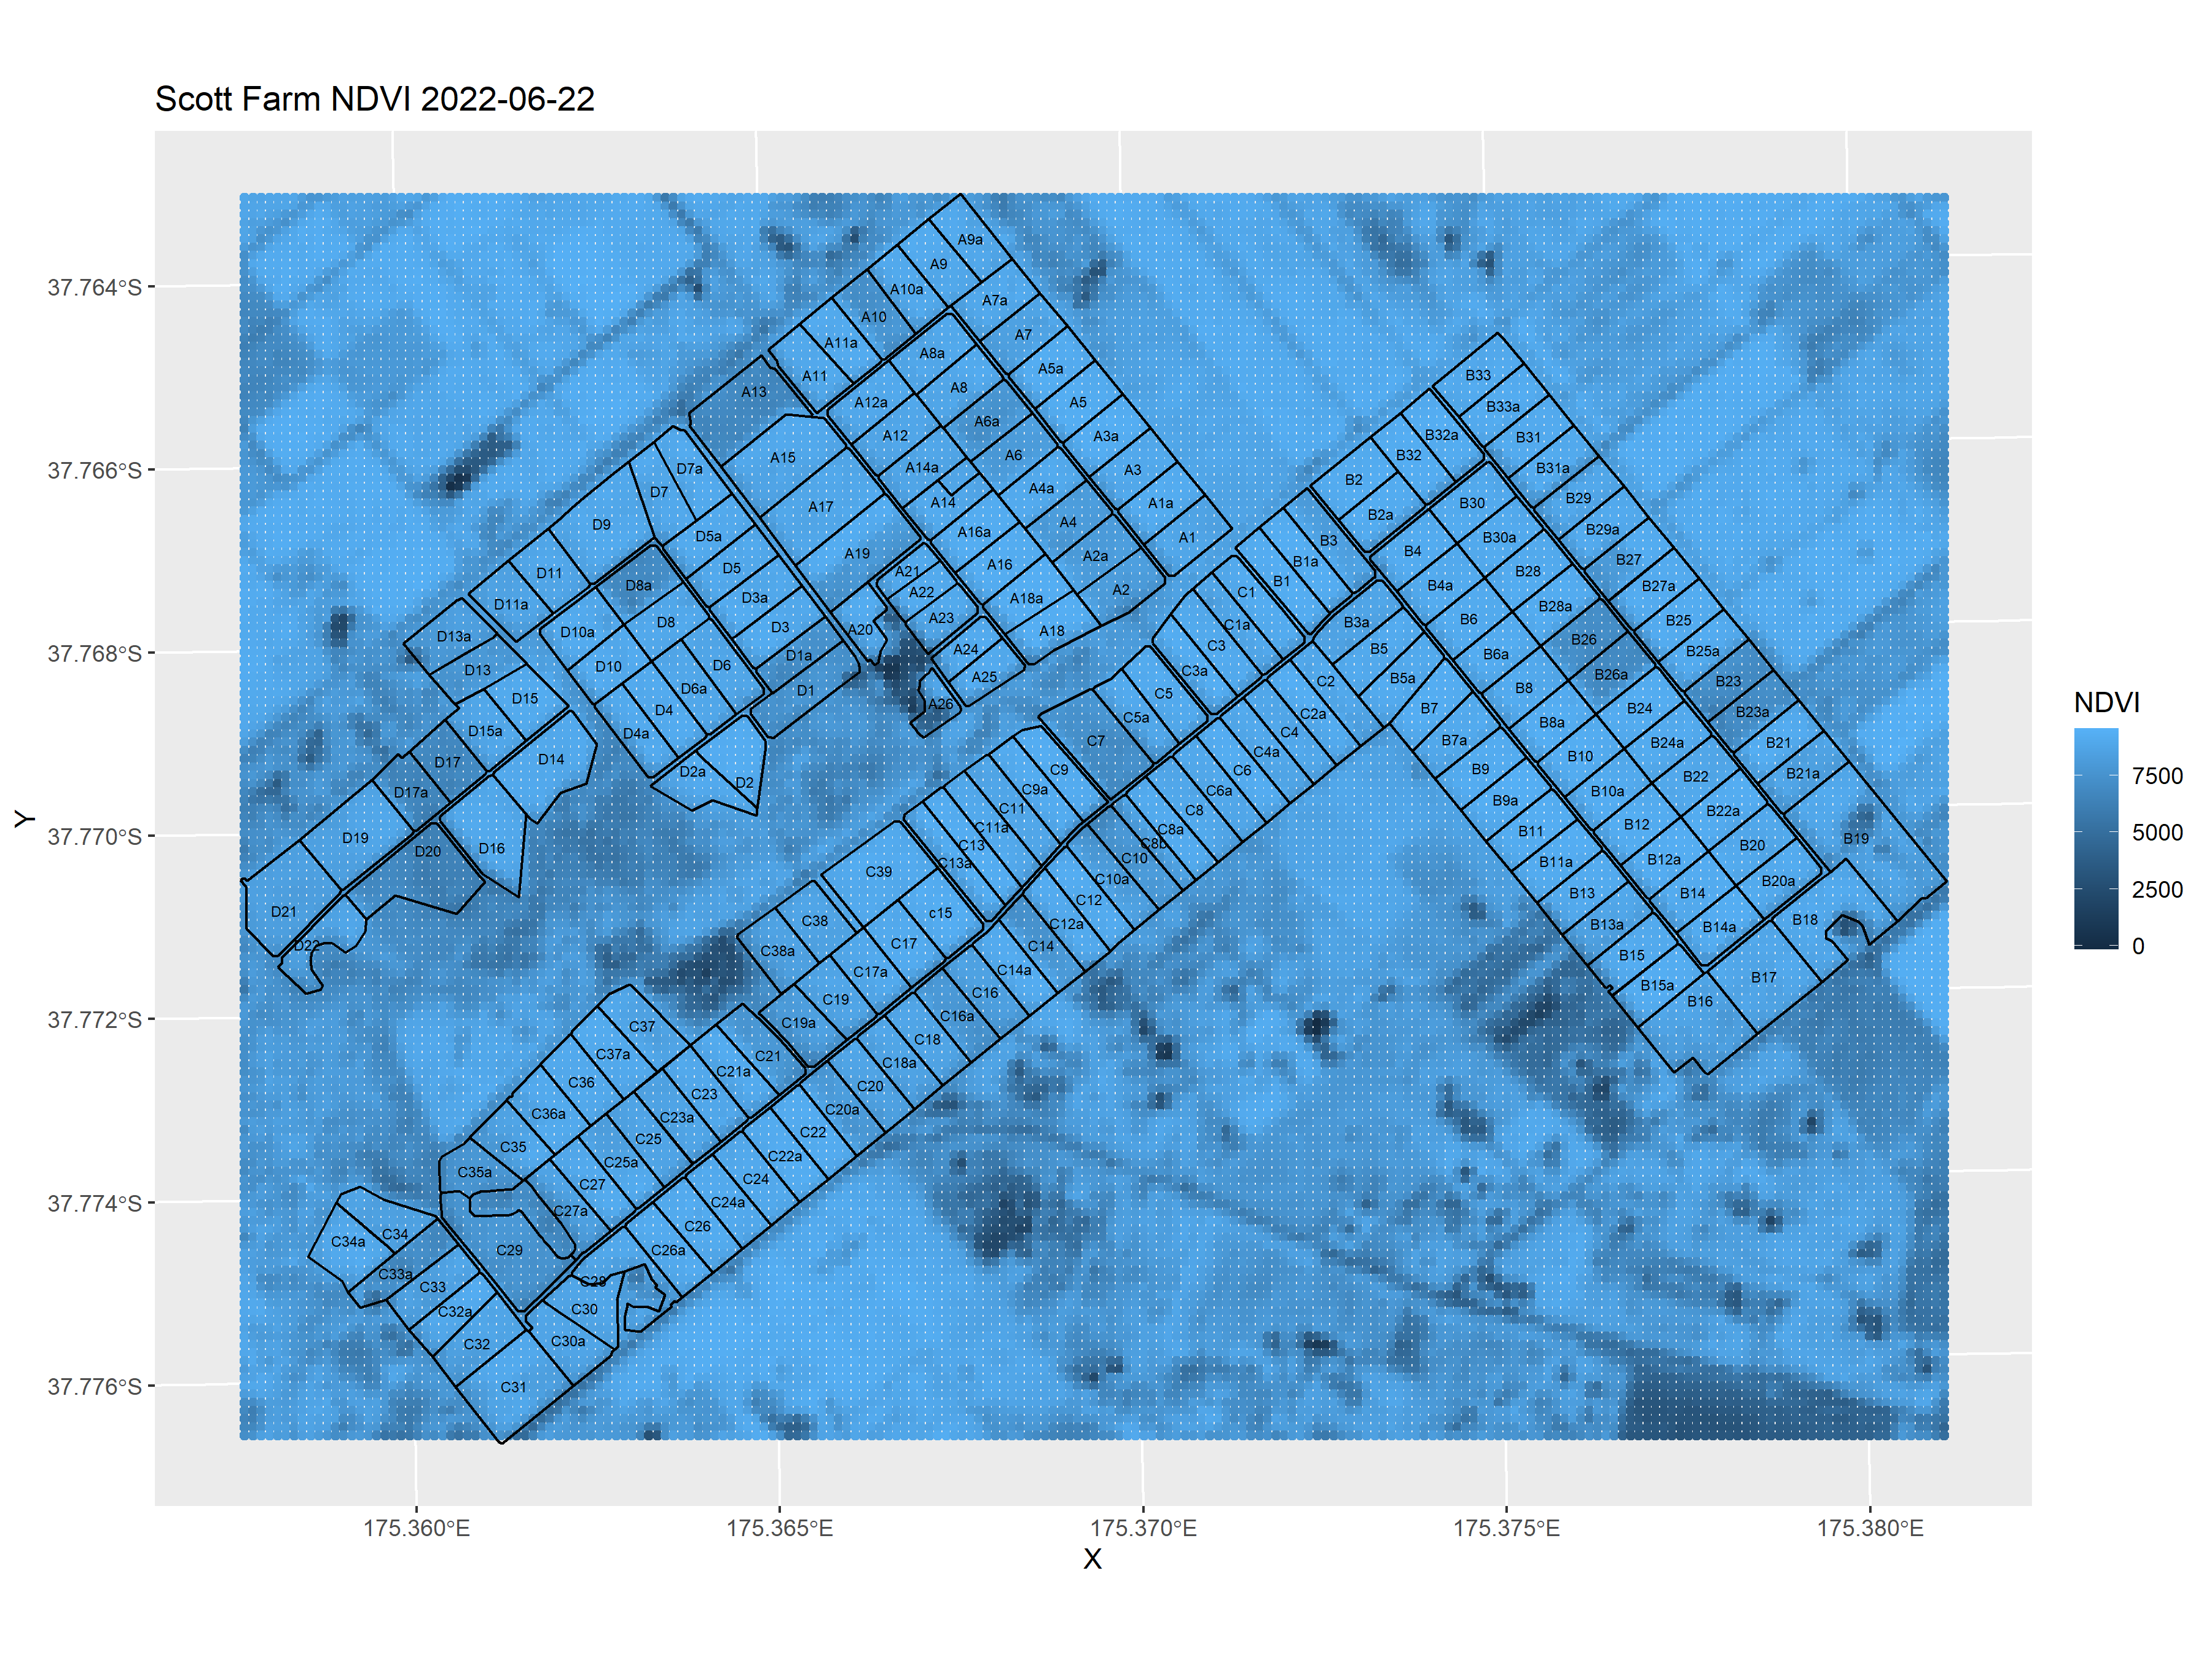 Scott Farm NDVI 2022-06-22
A9a
A9
A10a
A7a
A10
A7
A11a
A8a
A5a
A11
A8
A13
A12a
A5
A6a
B33
B33a
A12
A3a
B32a
B31
A6
B32
A15
D7a
A14a
A3
B31a
B2
A4a
D7
B29
A14
A1a
B30
A17
B2a
A4
D9
B29a
A16a
D5a
A1
B3
B30a
B4
A19
A2a
B1a
B27
A16
D5
A21
B28
D11
B1
D8a
B4a
B27a
A22
C1
A2
D3a
A18a
D11a
B28a
A23
B6
B25
D8
B3a
C1a
D3
A20
A18
D10a
D13a
B26
C3
B5
A24
B25a
B6a
D1a
D6
D10
D13
C3a
B26a
A25
B5a
C2
B23
D6a
D1
B8
C5
D15
A26
B7
B24
D4
B23a
C2a
C5a
B8a
D15a
D4a
C4
C7
B7a
B24a
B21
C4a
B10
D14
D17
B9
C9
C6
D2a
B21a
B22
D2
C9a
C6a
B10a
D17a
B9a
C11
C8
B22a
B12
C11a
C8a
B11
D19
B19
C8b
C13
B20
D16
D20
C10
B12a
B11a
C13a
C39
C10a
B20a
B13
B14
C12
D21
c15
B18
C38
C12a
B13a
B14a
C17
D22
C14
C38a
B15
C14a
C17a
B17
B15a
C16
C19
B16
C16a
C19a
C37
C18
C37a
C21
C18a
C21a
C36
C20
C23
C20a
C36a
C23a
C22
C25
C35
C22a
C25a
C35a
C24
C27
C24a
C27a
C26
C34
C34a
C29
C26a
C33a
C28
C33
C30
C32a
C30a
C32
C31
37.764°S
37.766°S
37.768°S
37.770°S
37.772°S
37.774°S
37.776°S
Y
175.360°E
175.365°E
175.370°E
175.375°E
175.380°E
X
NDVI
7500
5000
2500
0